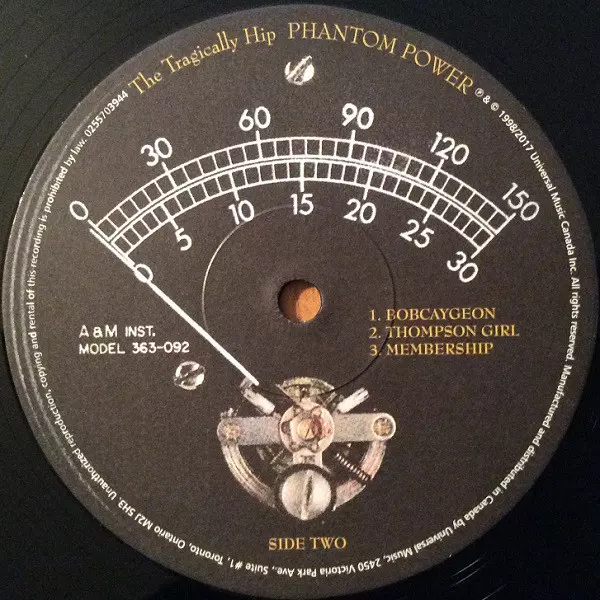 The Tragically Hip PHANTOM POWER
0 30 60 90 120 150
0 5 10 15 20 25 30
A & M INST.
MODEL 363-092
1. BOBCAYGEON
2. THOMPSON GIRL
3. MEMBERSHIP
SIDE TWO
℗ & © 1998/2017 Universal Music Canada Inc. All rights reserved. Manufactured and distributed in Canada by Universal Music, 2450 Victoria Park Ave., Suite #1, Toronto, Ontario M2J 5H3. Unauthorized reproduction, copying and rental of this recording is prohibited by law. 0255703944